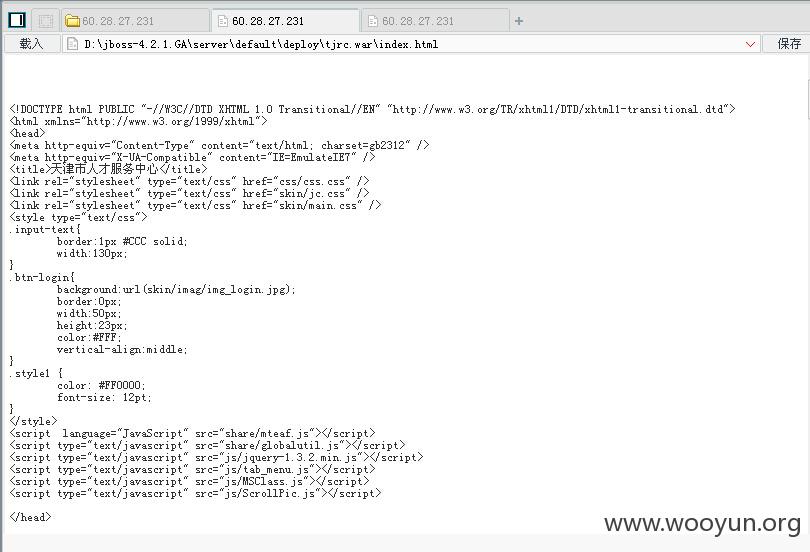 60.28.27.231
60.28.27.231
60.28.27.231
+
载入
D:\jboss-4.2.1.GA\server\default\deploy\tjrc.war\index.html
保存
<!DOCTYPE html PUBLIC "-//W3C//DTD XHTML 1.0 Transitional//EN" "http://www.w3.org/TR/xhtml1/DTD/xhtml1-transitional.dtd">
<html xmlns="http://www.w3.org/1999/xhtml">
<head>
<meta http-equiv="Content-Type" content="text/html; charset=gb2312" />
<meta http-equiv="X-UA-Compatible" content="IE=EmulateIE7" />
<title>天津市人才服务中心</title>
<link rel="stylesheet" type="text/css" href="css/css.css" />
<link rel="stylesheet" type="text/css" href="skin/jc.css" />
<link rel="stylesheet" type="text/css" href="skin/main.css" />
<style type="text/css">
.input-text{
border:1px #CCC solid;
width:130px;
}
.btn-login{
background:url(skin/imag/img_login.jpg);
border:0px;
width:50px;
height:23px;
color:#FFF;
vertical-align:middle;
}
.style1 {
color: #FF0000;
font-size: 12pt;
}
</style>
<script  language="JavaScript" src="share/mteaf.js"></script>
<script type="text/javascript" src="share/globalutil.js"></script>
<script type="text/javascript" src="js/jquery-1.3.2.min.js"></script>
<script type="text/javascript" src="js/tab_menu.js"></script>
<script type="text/javascript" src="js/MSClass.js"></script>
<script type="text/javascript" src="js/ScrollPic.js"></script>
</head>
www.wooyun.org